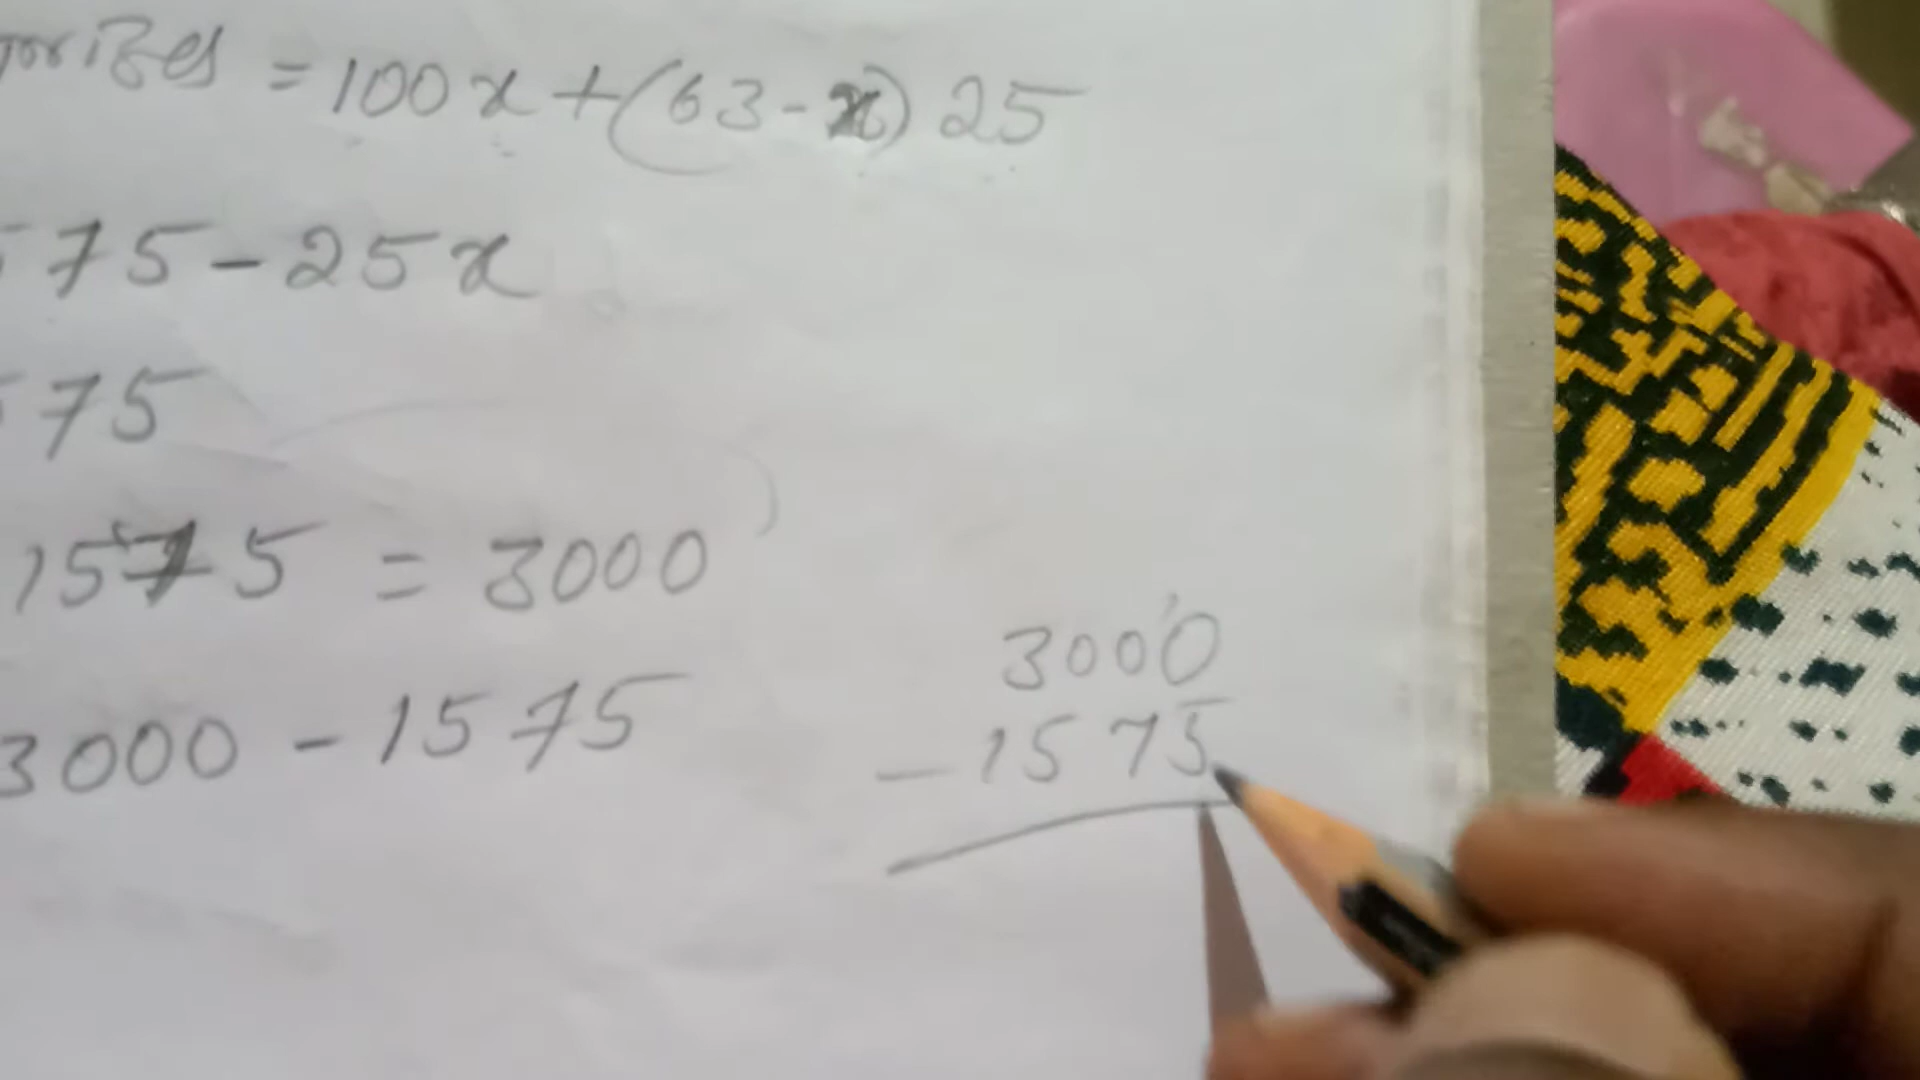 = 100x + (63 - x) 25
75 - 25x
75
1575 = 3000
3000 - 1575
3000
- 1575